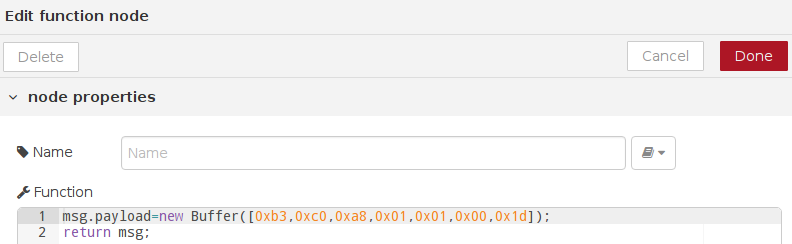 Edit function node
Delete
Cancel
Done
node properties
Name
Name
Function
1 msg.payload=new Buffer([0xb3,0xc0,0xa8,0x01,0x01,0x00,0x1d]);
2 return msg;